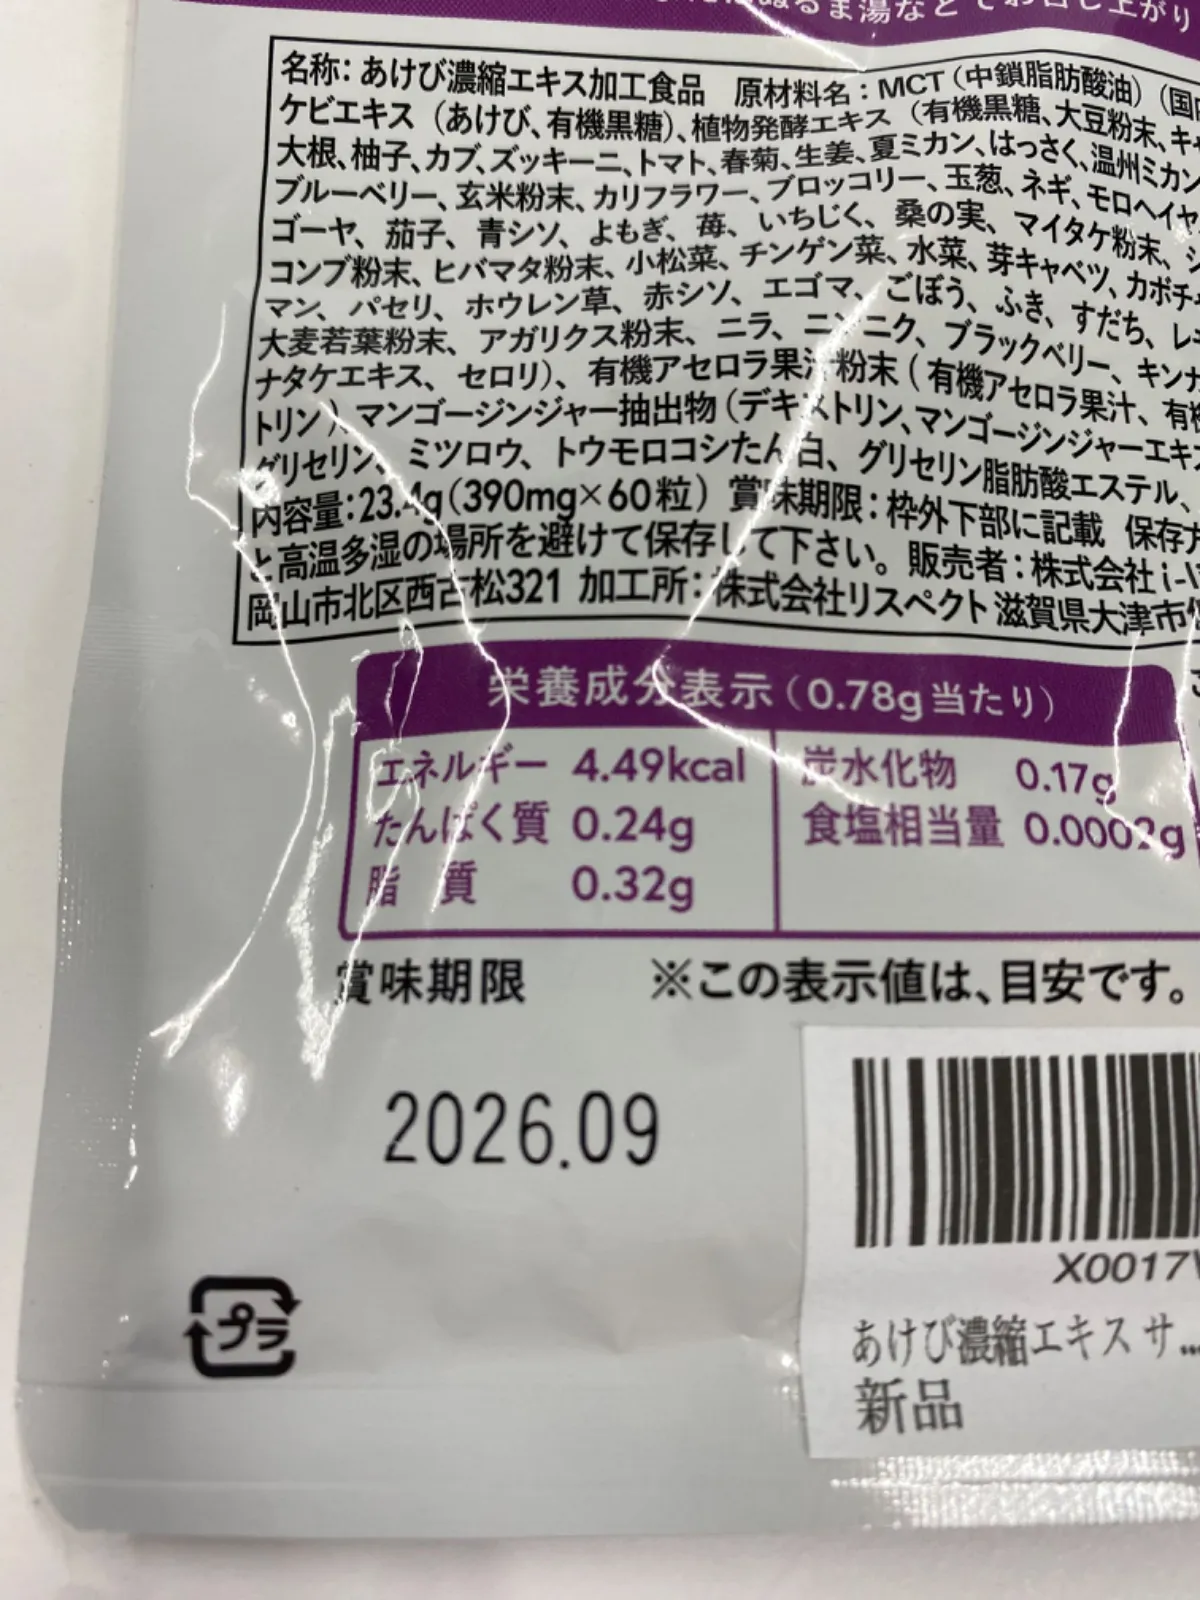 ぬるま湯などでお召し上がり
名称：あけび濃縮エキス加工食品　原材料名：MCT（中鎖脂肪酸油）（国
ケビエキス（あけび、有機黒糖）、植物発酵エキス（有機黒糖、大豆粉末、キ
大根、柚子、カブ、ズッキーニ、トマト、春菊、生姜、夏ミカン、はっさく、温州ミカン
ブルーベリー、玄米粉末、カリフラワー、ブロッコリー、玉葱、ネギ、モロヘイヤ
ゴーヤ、茄子、青シソ、よもぎ、苺、いちじく、桑の実、マイタケ粉末、シ
コンブ粉末、ヒバマタ粉末、小松菜、チンゲン菜、水菜、芽キャベツ、カボチャ
マン、パセリ、ホウレン草、赤シソ、エゴマ、ごぼう、ふき、すだち、レ
大麦若葉粉末、アガリクス粉末、ニラ、ニンニク、ブラックベリー、キン
ナタケエキス、セロリ）、有機アセロラ果汁粉末（有機アセロラ果汁、有
トリン）、マンゴージンジャー抽出物（デキストリン、マンゴージンジャーエキス
グリセリン、ミツロウ、トウモロコシたん白、グリセリン脂肪酸エステル、
内容量：23.4g（390mg×60粒）賞味期限：枠外下部に記載　保存方
と高温多湿の場所を避けて保存して下さい。販売者：株式会社i-
岡山市北区西古松321 加工所：株式会社リスペクト 滋賀県大津市
栄養成分表示（0.78g当たり）
エネルギー 4.49kcal 炭水化物 0.17g
たんぱく質 0.24g 食塩相当量 0.0002g
脂質 0.32g
賞味期限 ※この表示値は、目安です。
2026.09
プラ
X0017
あけび濃縮エキス サ...
新品